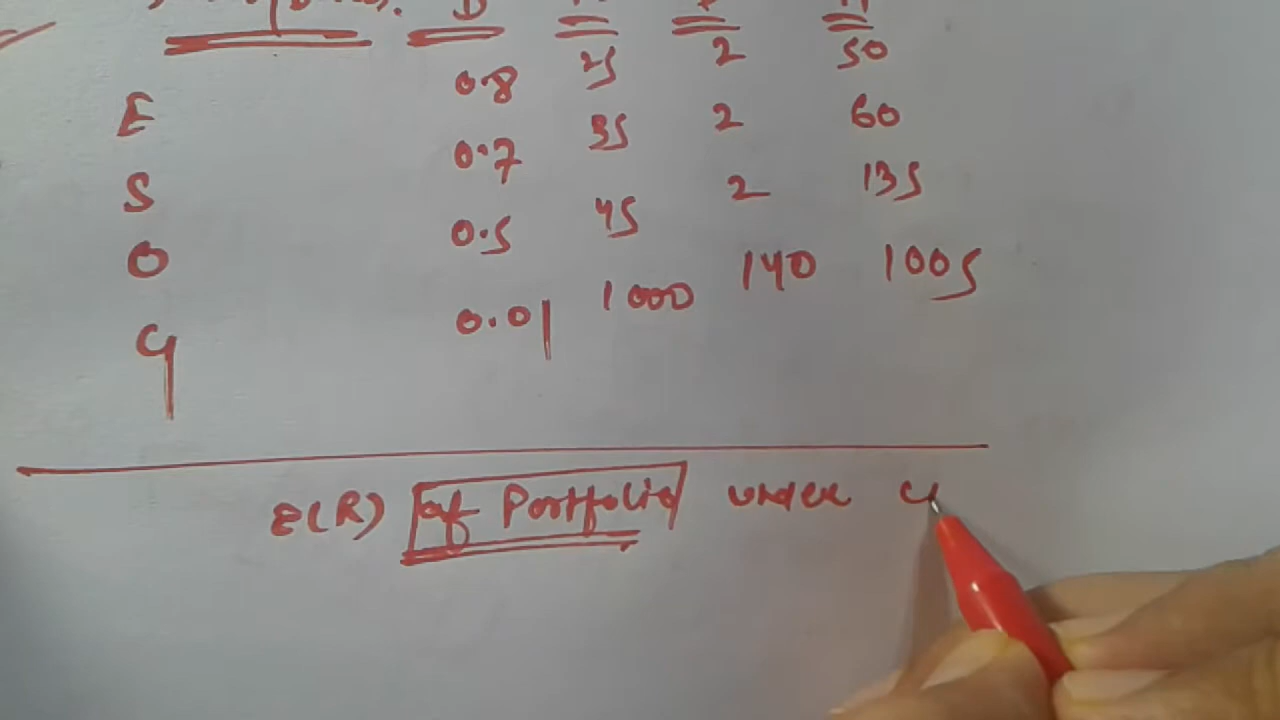 B
E 0.8 25 2 50
S 0.7 35 2 60
O 0.5 45 2 135
G 0.01 1000 140 1005
E(R) of Portfolio under